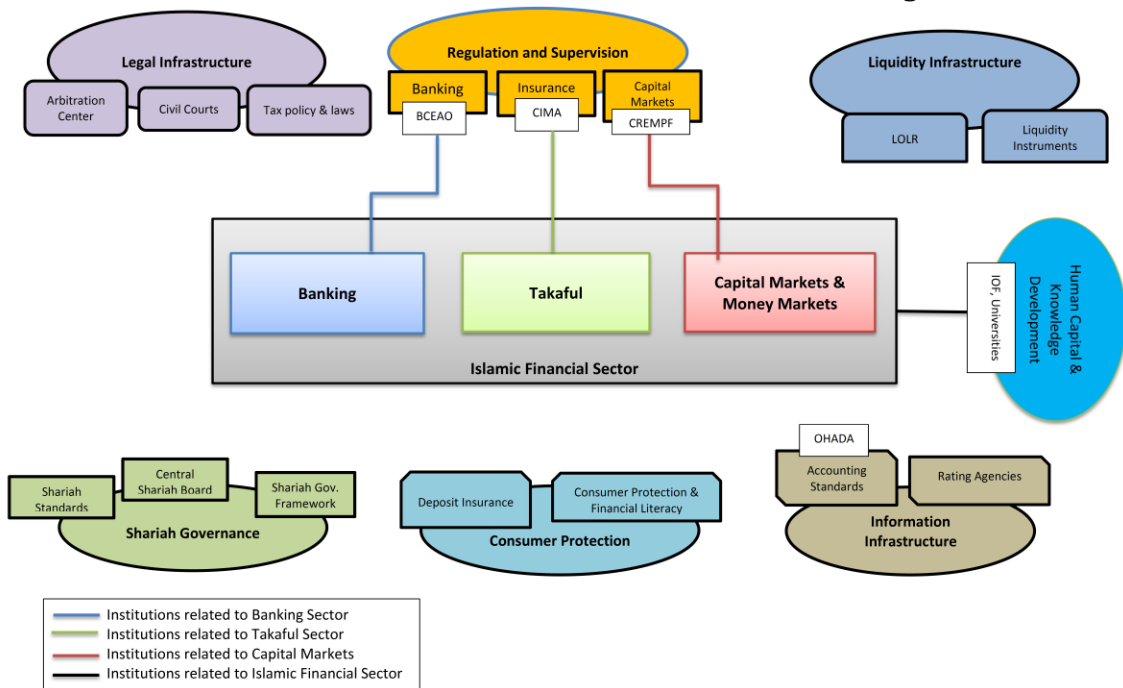 Legal Infrastructure
Arbitration
Center
Civil Courts
Tax policy & laws
Regulation and Supervision
Banking
BCEAO
Insurance
CIMA
Capital
Markets
CREMPF
Liquidity Infrastructure
LOLR
Liquidity
Instruments
Banking
Takaful
Capital Markets &
Money Markets
Islamic Financial Sector
Human Capital &
Knowledge
Development
IOF, Universities
Shariah
Standards
Central
Shariah Board
Shariah Gov.
Framework
Shariah Governance
Deposit Insurance
Consumer Protection &
Financial Literacy
Consumer Protection
OHADA
Accounting
Standards
Rating Agencies
Information
Infrastructure
Institutions related to Banking Sector
Institutions related to Takaful Sector
Institutions related to Capital Markets
Institutions related to Islamic Financial Sector